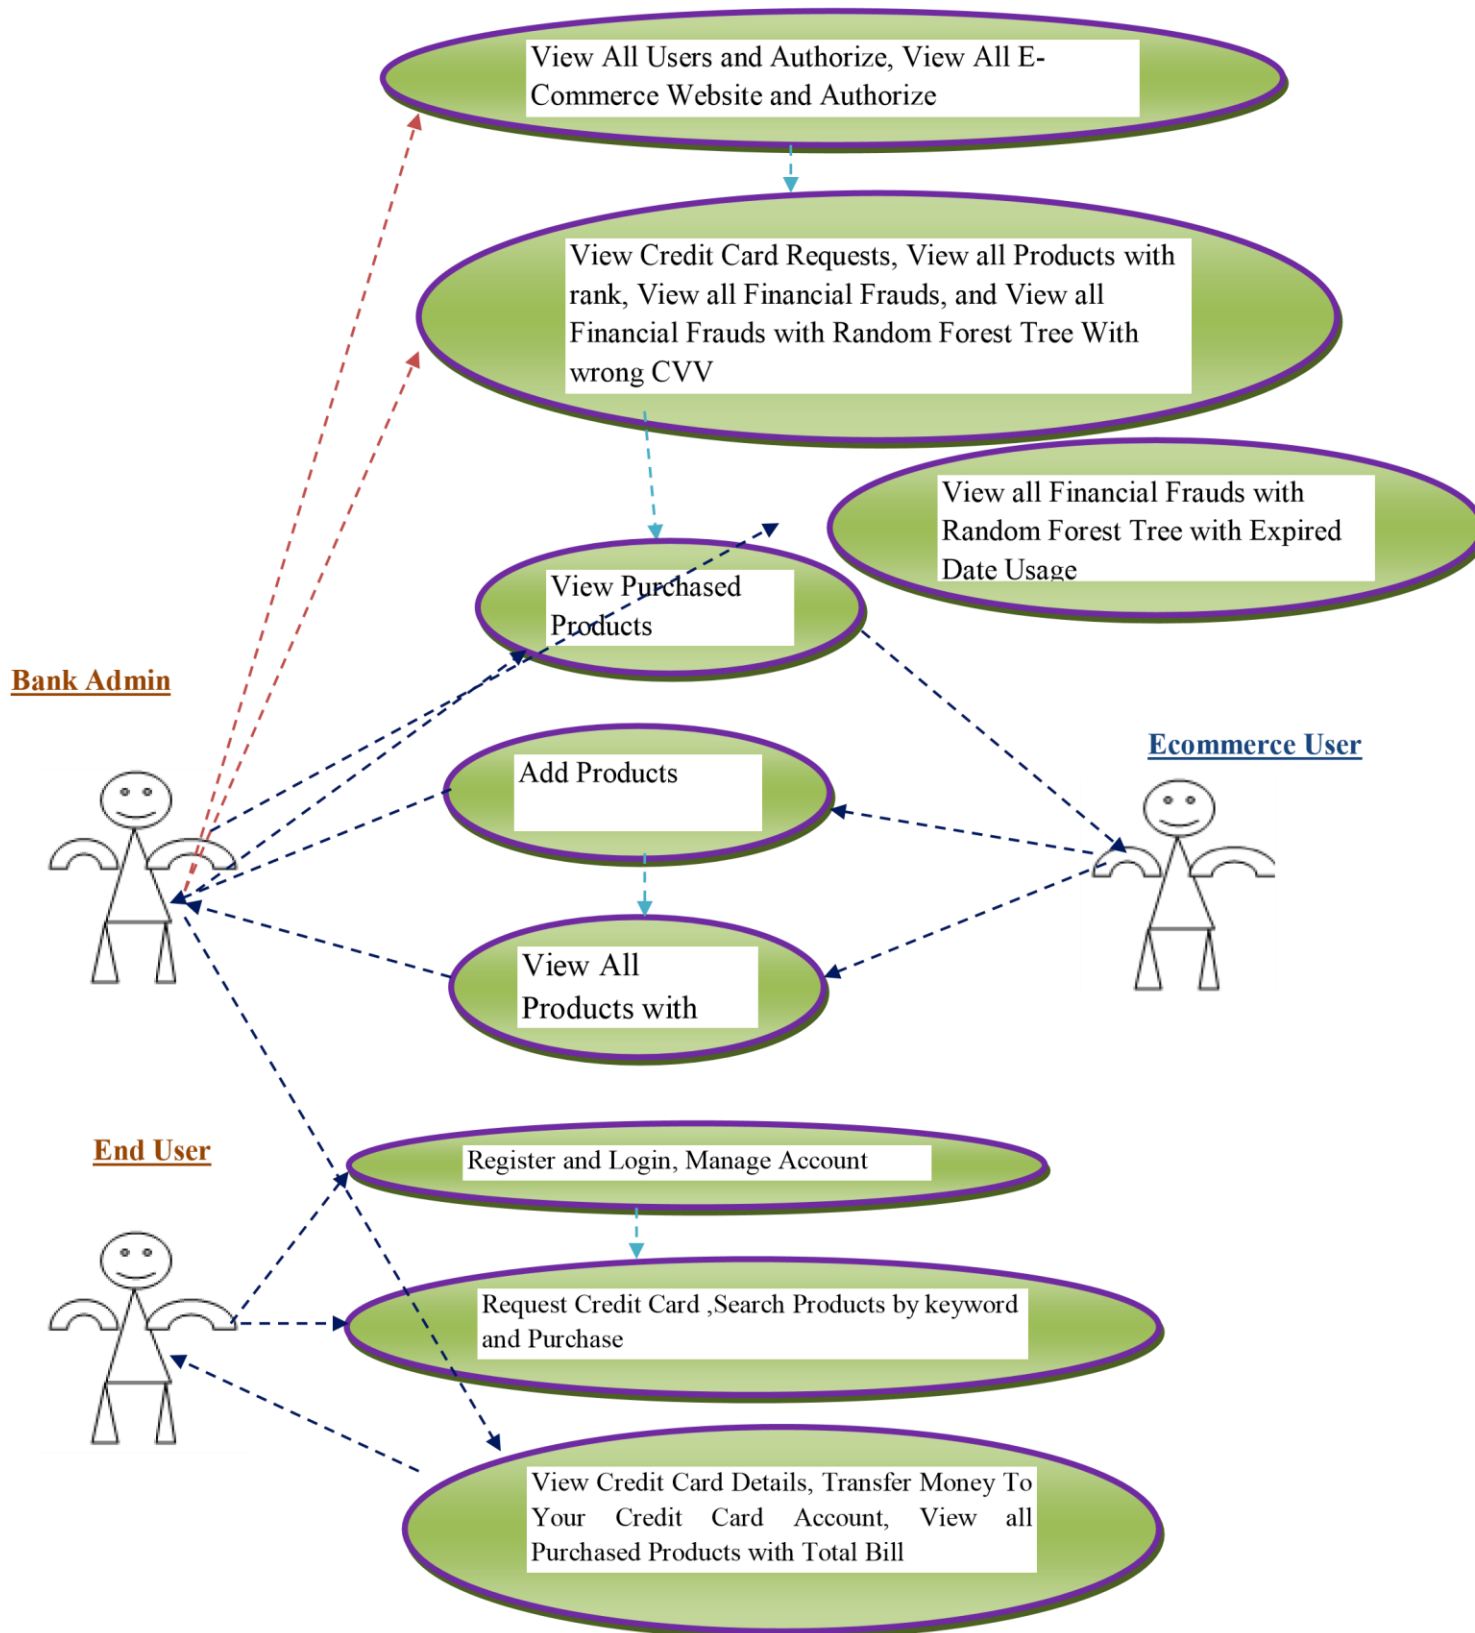 View All Users and Authorize, View All E-
Commerce Website and Authorize
View Credit Card Requests, View all Products with
rank, View all Financial Frauds, and View all
Financial Frauds with Random Forest Tree With
wrong CVV
View all Financial Frauds with
Random Forest Tree with Expired
Date Usage
View Purchased
Products
Bank Admin
Ecommerce User
Add Products
View All
Products with
End User
Register and Login, Manage Account
Request Credit Card ,Search Products by keyword
and Purchase
View Credit Card Details, Transfer Money To
Your Credit Card Account, View all
Purchased Products with Total Bill